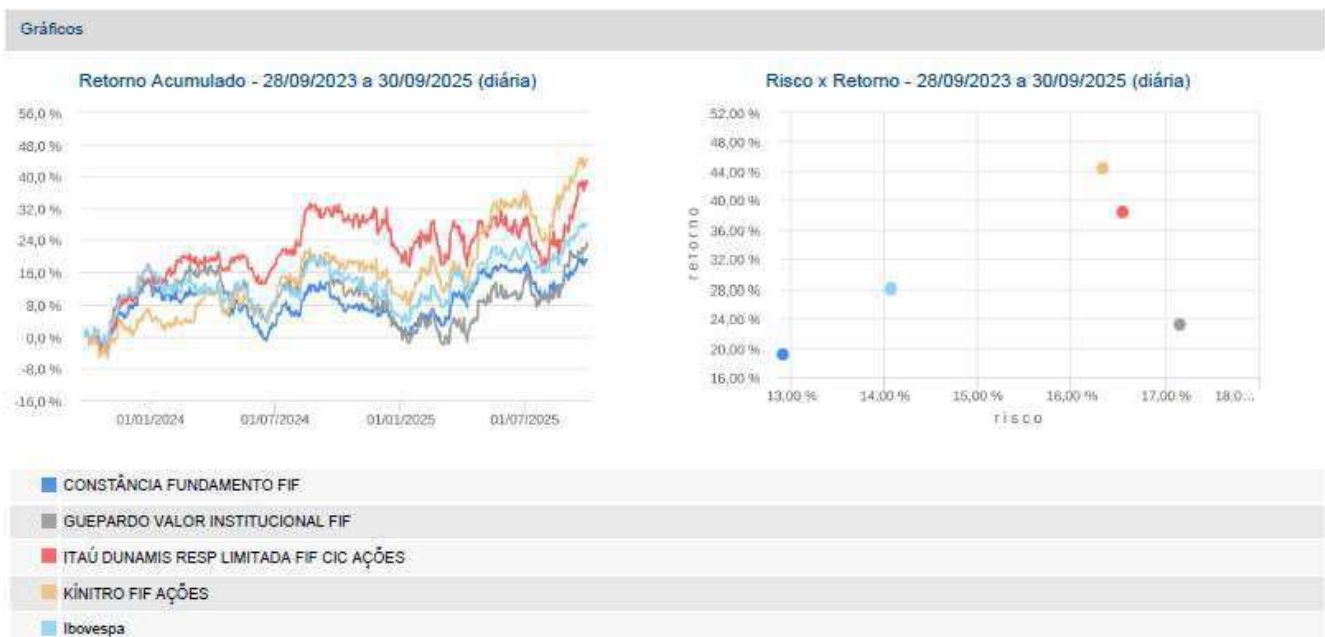 Gráficos
Retorno Acumulado - 28/09/2023 a 30/09/2025 (diária)
56,0 %
48,0 %
40,0 %
32,0 %
24,0 %
16,0 %
8,0 %
0,0 %
-8,0 %
-16,0 %
01/01/2024 01/07/2024 01/01/2025 01/07/2025
Risco x Retorno - 28/09/2023 a 30/09/2025 (diária)
retorno
52,00 %
48,00 %
44,00 %
40,00 %
36,00 %
32,00 %
28,00 %
24,00 %
20,00 %
16,00 %
13,00 % 14,00 % 15,00 % 16,00 % 17,00 % 18,0...
risco
CONSTÂNCIA FUNDAMENTO FIF
GUEPARDO VALOR INSTITUCIONAL FIF
ITAÚ DUNAMIS RESP LIMITADA FIF CIC AÇÕES
KÍNITRO FIF AÇÕES
Ibovespa